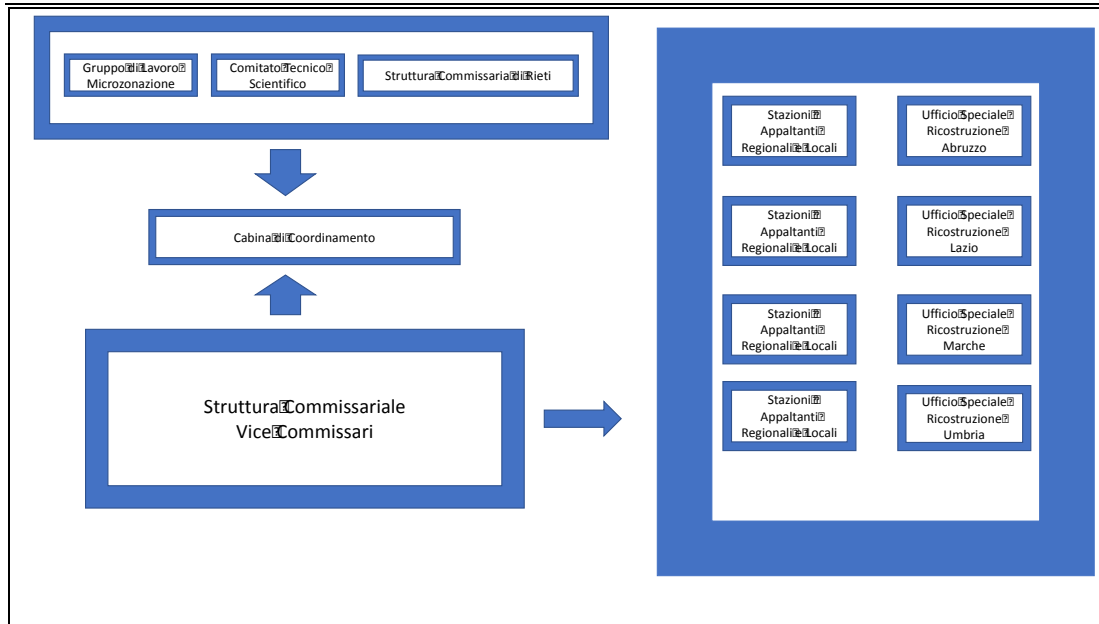 Gruppo di Lavoro
Microzonazione
Comitato Tecnico
Scientifico
Struttura Commissaria di Rieti
Cabina di Coordinamento
Struttura Commissariale
Vice Commissari
Stazioni
Appaltanti
Regionali e Locali
Ufficio Speciale
Ricostruzione
Abruzzo
Stazioni
Appaltanti
Regionali e Locali
Ufficio Speciale
Ricostruzione
Lazio
Stazioni
Appaltanti
Regionali e Locali
Ufficio Speciale
Ricostruzione
Marche
Stazioni
Appaltanti
Regionali e Locali
Ufficio Speciale
Ricostruzione
Umbria